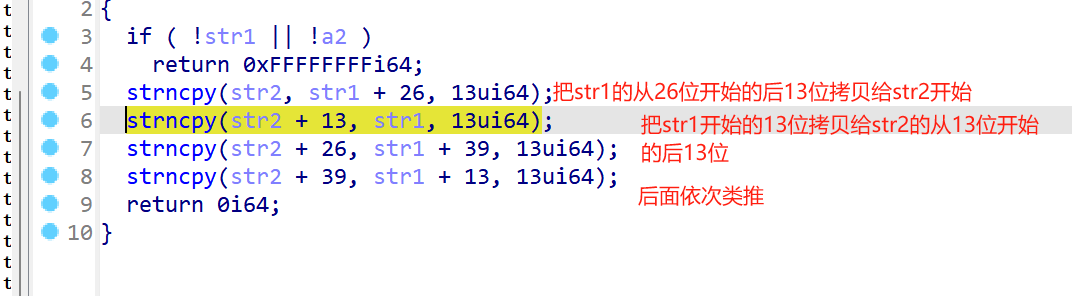 t 2 {
t 3 if ( !str1 || !a2 )
t 4 return 0xFFFFFFFFi64;
t 5 strncpy(str2, str1 + 26, 13ui64);把str1的从26位开始的后13位拷贝给str2开始
t 6 strncpy(str2 + 13, str1, 13ui64); 把str1开始的13位拷贝给str2的从13位开始
t 7 strncpy(str2 + 26, str1 + 39, 13ui64); 的后13位
t 8 strncpy(str2 + 39, str1 + 13, 13ui64);
t 9 return 0i64; 后面依次类推
t 10 }
t
t
t
t
t